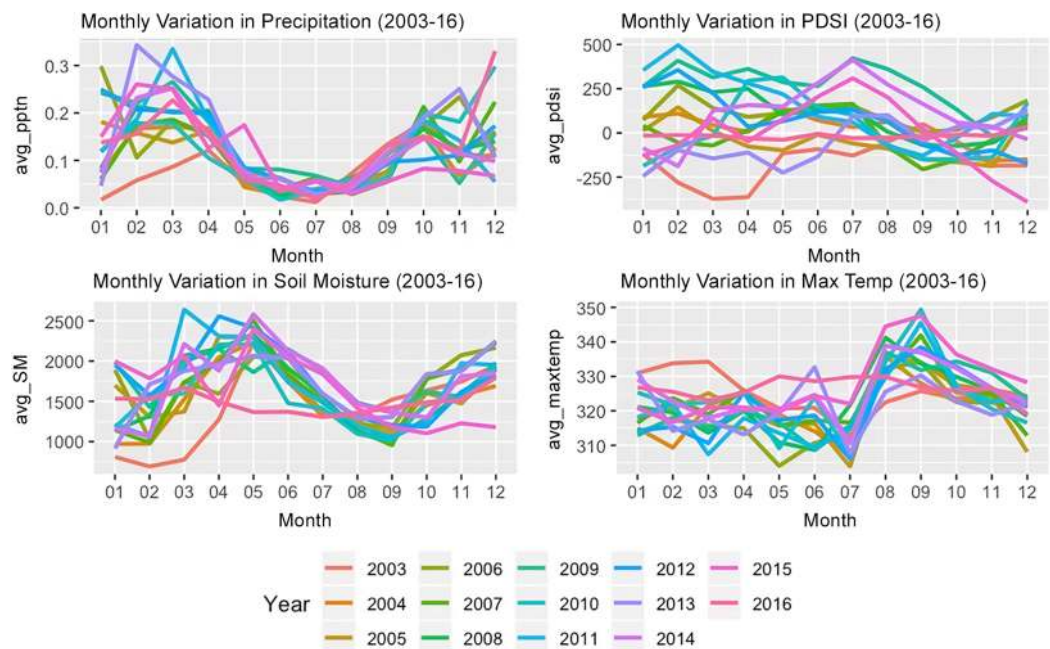 Monthly Variation in Precipitation (2003-16)
avg_pptn
0.3
0.2
0.1
0.0
01 02 03 04 05 06 07 08 09 10 11 12
Month
Monthly Variation in PDSI (2003-16)
avg_pdsi
500
250
0
-250
01 02 03 04 05 06 07 08 09 10 11 12
Month
Monthly Variation in Soil Moisture (2003-16)
avg_SM
2500
2000
1500
1000
01 02 03 04 05 06 07 08 09 10 11 12
Month
Monthly Variation in Max Temp (2003-16)
avg_maxtemp
350
340
330
320
310
01 02 03 04 05 06 07 08 09 10 11 12
Month
Year
2003 2006 2009 2012 2015
2004 2007 2010 2013 2016
2005 2008 2011 2014